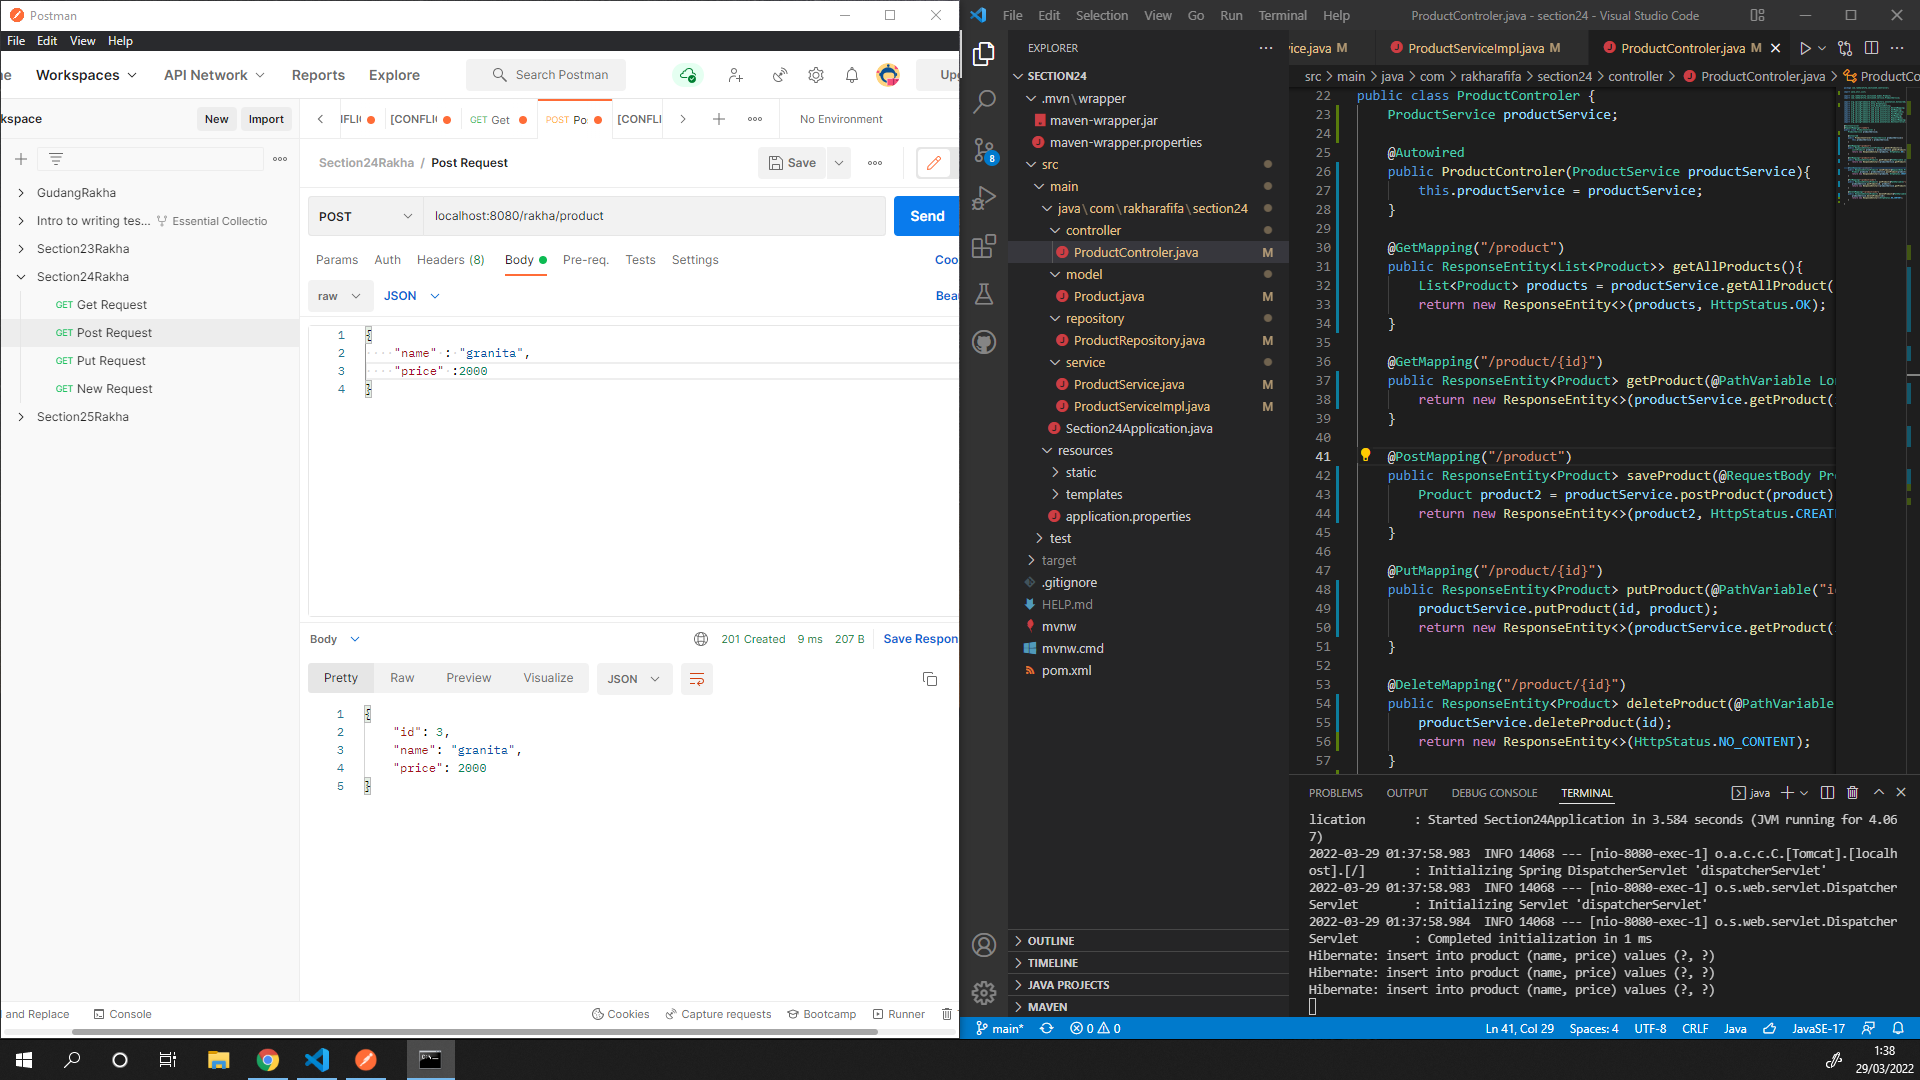 Postman
File Edit View Help
ne Workspaces API Network Reports Explore Search Postman Up
kspace New Import
IFLI [CONFLI GET Get POST Po [CONFLI No Environment
GudangRakha
Intro to writing tes... Essential Collectio
Section23Rakha
Section24Rakha
GET Get Request
GET Post Request
GET Put Request
GET New Request
Section25Rakha
Section24Rakha / Post Request Save
POST localhost:8080/rakha/product Send
Params Auth Headers (8) Body Pre-req. Tests Settings Coo
raw JSON Beau
1 {
2 "name" : "granita",
3 "price" :2000
4 }
Body 201 Created 9 ms 207 B Save Respon
Pretty Raw Preview Visualize JSON
1 {
2 "id": 3,
3 "name": "granita",
4 "price": 2000
5 }
and Replace Console Cookies Capture requests Bootcamp Runner
File Edit Selection View Go Run Terminal Help ProductControler.java - section24 - Visual Studio Code
EXPLORER
SECTION24
.mvn\wrapper
maven-wrapper.jar
maven-wrapper.properties
src
main
java\com\rakharafifa\section24
controller
ProductControler.java M
model
Product.java M
repository
ProductRepository.java M
service
ProductService.java M
ProductServiceImpl.java M
Section24Application.java
resources
static
templates
application.properties
test
target
.gitignore
HELP.md
mvnw
mvnw.cmd
pom.xml
OUTLINE
TIMELINE
JAVA PROJECTS
MAVEN
8
ice.java M ProductServiceImpl.java M ProductControler.java M
src > main > java > com > rakharafifa > section24 > controller > ProductControler.java > ProductCo
22 public class ProductControler {
23 ProductService productService;
24
25 @Autowired
26 public ProductControler(ProductService productService){
27 this.productService = productService;
28 }
29
30 @GetMapping("/product")
31 public ResponseEntity<List<Product>> getAllProducts(){
32 List<Product> products = productService.getAllProduct(
33 return new ResponseEntity<>(products, HttpStatus.OK);
34 }
35
36 @GetMapping("/product/{id}")
37 public ResponseEntity<Product> getProduct(@PathVariable Lo
38 return new ResponseEntity<>(productService.getProduct(
39 }
40
41 @PostMapping("/product")
42 public ResponseEntity<Product> saveProduct(@RequestBody Pr
43 Product product2 = productService.postProduct(product)
44 return new ResponseEntity<>(product2, HttpStatus.CREAT
45 }
46
47 @PutMapping("/product/{id}")
48 public ResponseEntity<Product> putProduct(@PathVariable("i
49 productService.putProduct(id, product);
50 return new ResponseEntity<>(productService.getProduct(
51 }
52
53 @DeleteMapping("/product/{id}")
54 public ResponseEntity<Product> deleteProduct(@PathVariable
55 productService.deleteProduct(id);
56 return new ResponseEntity<>(HttpStatus.NO_CONTENT);
57 }
PROBLEMS OUTPUT DEBUG CONSOLE TERMINAL java
lication : Started Section24Application in 3.584 seconds (JVM running for 4.06
7)
2022-03-29 01:37:58.983 INFO 14068 --- [nio-8080-exec-1] o.a.c.c.C.[Tomcat].[localh
ost].[/] : Initializing Spring DispatcherServlet 'dispatcherServlet'
2022-03-29 01:37:58.983 INFO 14068 --- [nio-8080-exec-1] o.s.web.servlet.Dispatcher
Servlet : Initializing Servlet 'dispatcherServlet'
2022-03-29 01:37:58.984 INFO 14068 --- [nio-8080-exec-1] o.s.web.servlet.Dispatcher
Servlet : Completed initialization in 1 ms
Hibernate: insert into product (name, price) values (?, ?)
Hibernate: insert into product (name, price) values (?, ?)
Hibernate: insert into product (name, price) values (?, ?)
main* 0 0 Ln 41, Col 29 Spaces: 4 UTF-8 CRLF Java JavaSE-17
1:38
29/03/2022